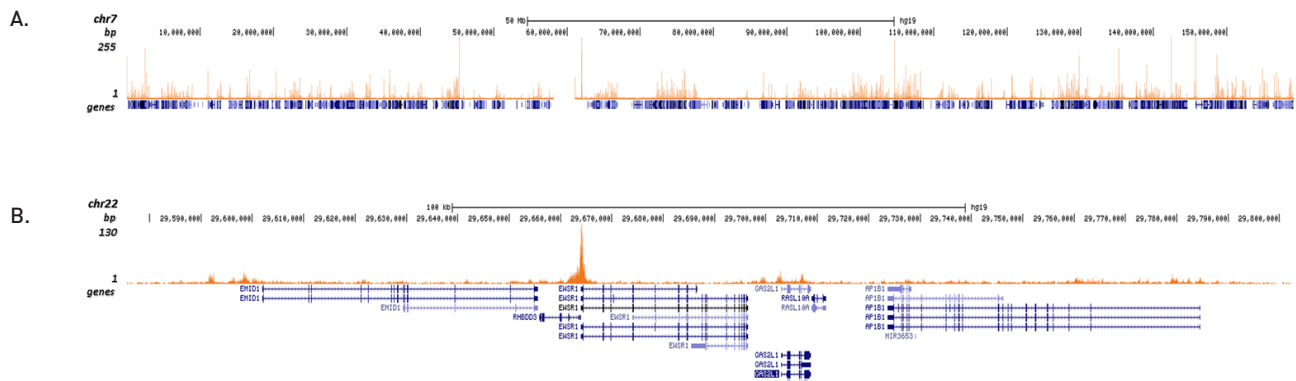 A.
chr7 50 Mb hg19
bp 10,000,000 20,000,000 30,000,000 40,000,000 50,000,000 60,000,000 70,000,000 80,000,000 90,000,000 100,000,000 110,000,000 120,000,000 130,000,000 140,000,000 150,000,000
255
1
genes
B.
chr22 100 kb hg19
bp 29,590,000 29,600,000 29,610,000 29,620,000 29,630,000 29,640,000 29,650,000 29,660,000 29,670,000 29,680,000 29,690,000 29,700,000 29,710,000 29,720,000 29,730,000 29,740,000 29,750,000 29,760,000 29,770,000 29,780,000 29,790,000 29,800,000
130
1
genes EMID1 EWSR1 GAS2L1 AP1B1
EMID1 EWSR1 RASL10A AP1B1
EMID1 EWSR1 RASL10A AP1B1
RHBDD3 EWSR1 AP1B1
EWSR1 AP1B1
EWSR1 MIR3653
EWSR1
GAS2L1
GAS2L1
GAS2L1